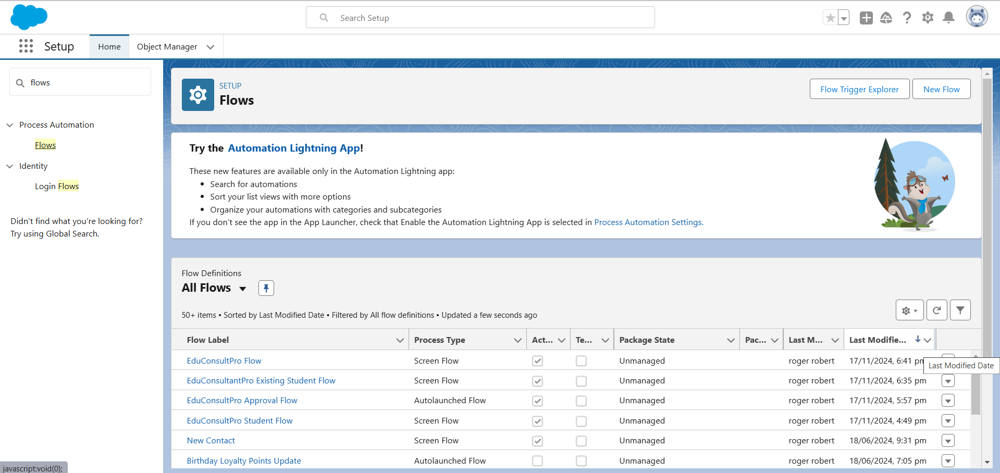 Search Setup
Setup
Home
Object Manager
flows
Process Automation
Flows
Identity
Login Flows
Didn't find what you're looking for?
Try using Global Search.
SETUP
Flows
Flow Trigger Explorer
New Flow
Try the Automation Lightning App!
These new features are available only in the Automation Lightning app:
• Search for automations
• Sort your list views with more options
• Organize your automations with categories and subcategories
If you don't see the app in the App Launcher, check that Enable the Automation Lightning App is selected in Process Automation Settings.
Flow Definitions
All Flows
50+ items • Sorted by Last Modified Date • Filtered by All flow definitions • Updated a few seconds ago
Flow Label Process Type Act... Te... Package State Pac... Last M... Last Modifie...
EduConsultPro Flow Screen Flow Unmanaged roger robert 17/11/2024, 6:41 pm
Last Modified Date
EduConsultantPro Existing Student Flow Screen Flow Unmanaged roger robert 17/11/2024, 6:35 pm
EduConsultPro Approval Flow Autolaunched Flow Unmanaged roger robert 17/11/2024, 5:57 pm
EduConsultPro Student Flow Screen Flow Unmanaged roger robert 17/11/2024, 4:49 pm
New Contact Screen Flow Unmanaged roger robert 18/06/2024, 9:31 pm
Birthday Loyalty Points Update Autolaunched Flow Unmanaged roger robert 18/06/2024, 7:05 pm
javascript:void(0);